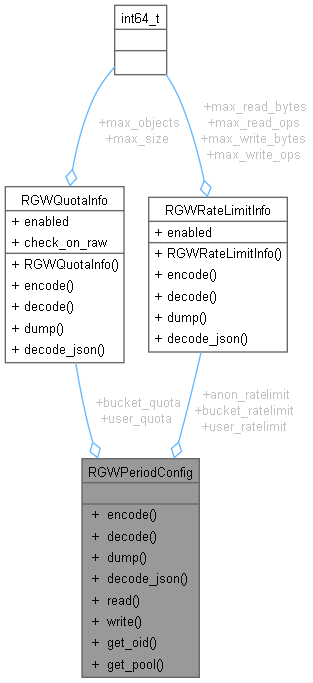 int64_t
+max_objects
+max_size
+max_read_bytes
+max_read_ops
+max_write_bytes
+max_write_ops
RGWQuotaInfo
+ enabled
+ check_on_raw
+ RGWQuotaInfo()
+ encode()
+ decode()
+ dump()
+ decode_json()
RGWRateLimitInfo
+ enabled
+ RGWRateLimitInfo()
+ encode()
+ decode()
+ dump()
+ decode_json()
+bucket_quota
+user_quota
+anon_ratelimit
+bucket_ratelimit
+user_ratelimit
RGWPeriodConfig
+ encode()
+ decode()
+ dump()
+ decode_json()
+ read()
+ write()
+ get_oid()
+ get_pool()